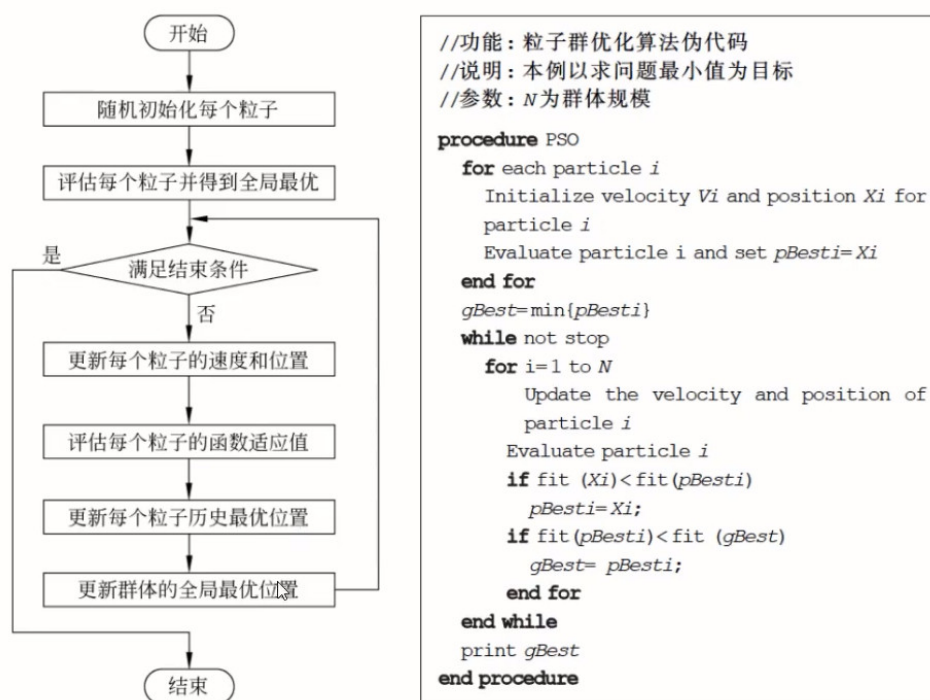 开始
随机初始化每个粒子
评估每个粒子并得到全局最优
是
满足结束条件
否
更新每个粒子的速度和位置
评估每个粒子的函数适应值
更新每个粒子历史最优位置
更新群体的全局最优位置
结束
//功能：粒子群优化算法伪代码
//说明：本例以求问题最小值为目标
//参数：N为群体规模
procedure PSO
for each particle i
Initialize velocity Vi and position Xi for
particle i
Evaluate particle i and set pBesti=Xi
end for
gBest=min{pBesti}
while not stop
for i=1 to N
Update the velocity and position of
particle i
Evaluate particle i
if fit (Xi)<fit(pBesti)
pBesti=Xi;
if fit(pBesti)<fit (gBest)
gBest= pBesti;
end for
end while
print gBest
end procedure